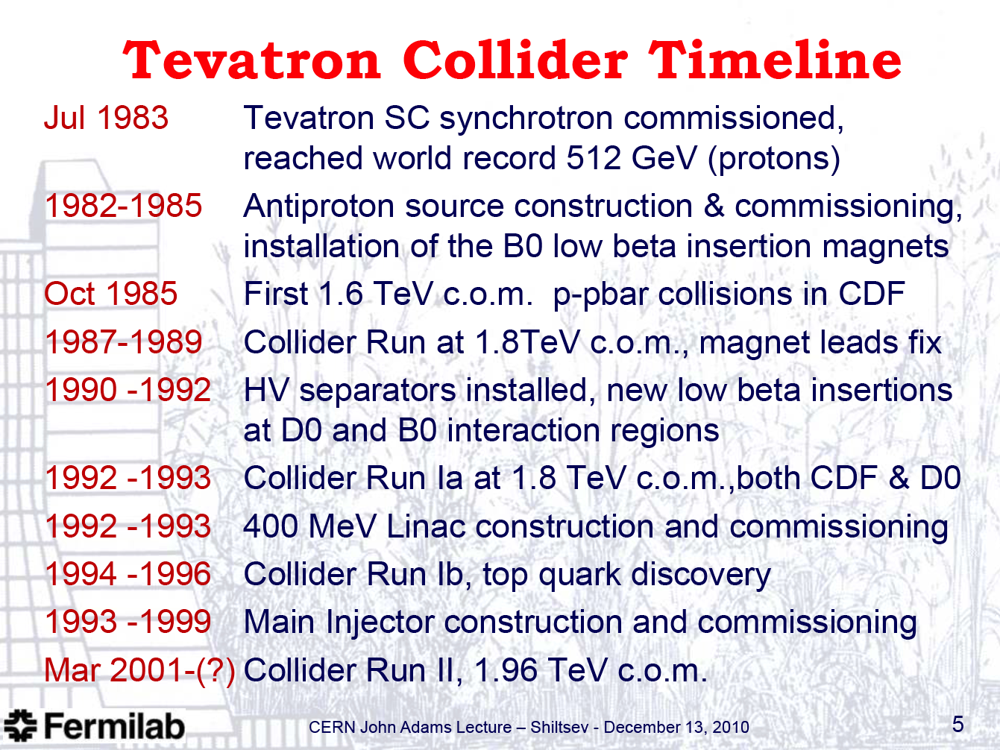 Tevatron Collider Timeline
Jul 1983 Tevatron SC synchrotron commissioned,
reached world record 512 GeV (protons)
1982-1985 Antiproton source construction & commissioning,
installation of the B0 low beta insertion magnets
Oct 1985 First 1.6 TeV c.o.m. p-pbar collisions in CDF
1987-1989 Collider Run at 1.8TeV c.o.m., magnet leads fix
1990 -1992 HV separators installed, new low beta insertions
at D0 and B0 interaction regions
1992 -1993 Collider Run Ia at 1.8 TeV c.o.m.,both CDF & D0
1992 -1993 400 MeV Linac construction and commissioning
1994 -1996 Collider Run Ib, top quark discovery
1993 -1999 Main Injector construction and commissioning
Mar 2001-(?) Collider Run II, 1.96 TeV c.o.m.
Fermilab CERN John Adams Lecture – Shiltsev - December 13, 2010 5